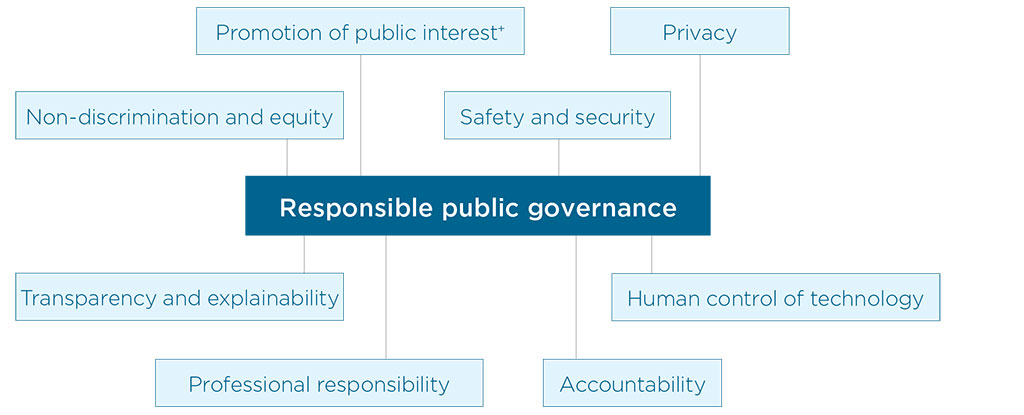 Promotion of public interest⁺
Privacy
Non-discrimination and equity
Safety and security
Responsible public governance
Transparency and explainability
Human control of technology
Professional responsibility
Accountability